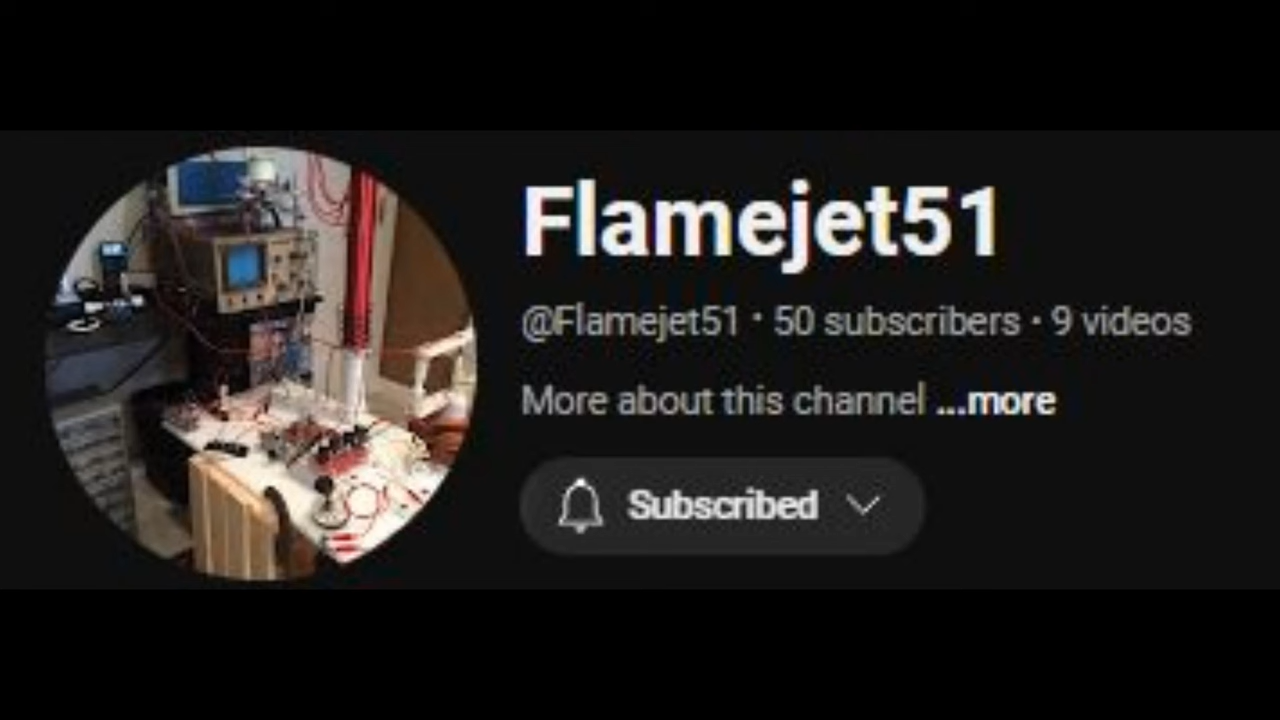 Flamejet51
@Flamejet51 • 50 subscribers • 9 videos
More about this channel ...more
Subscribed